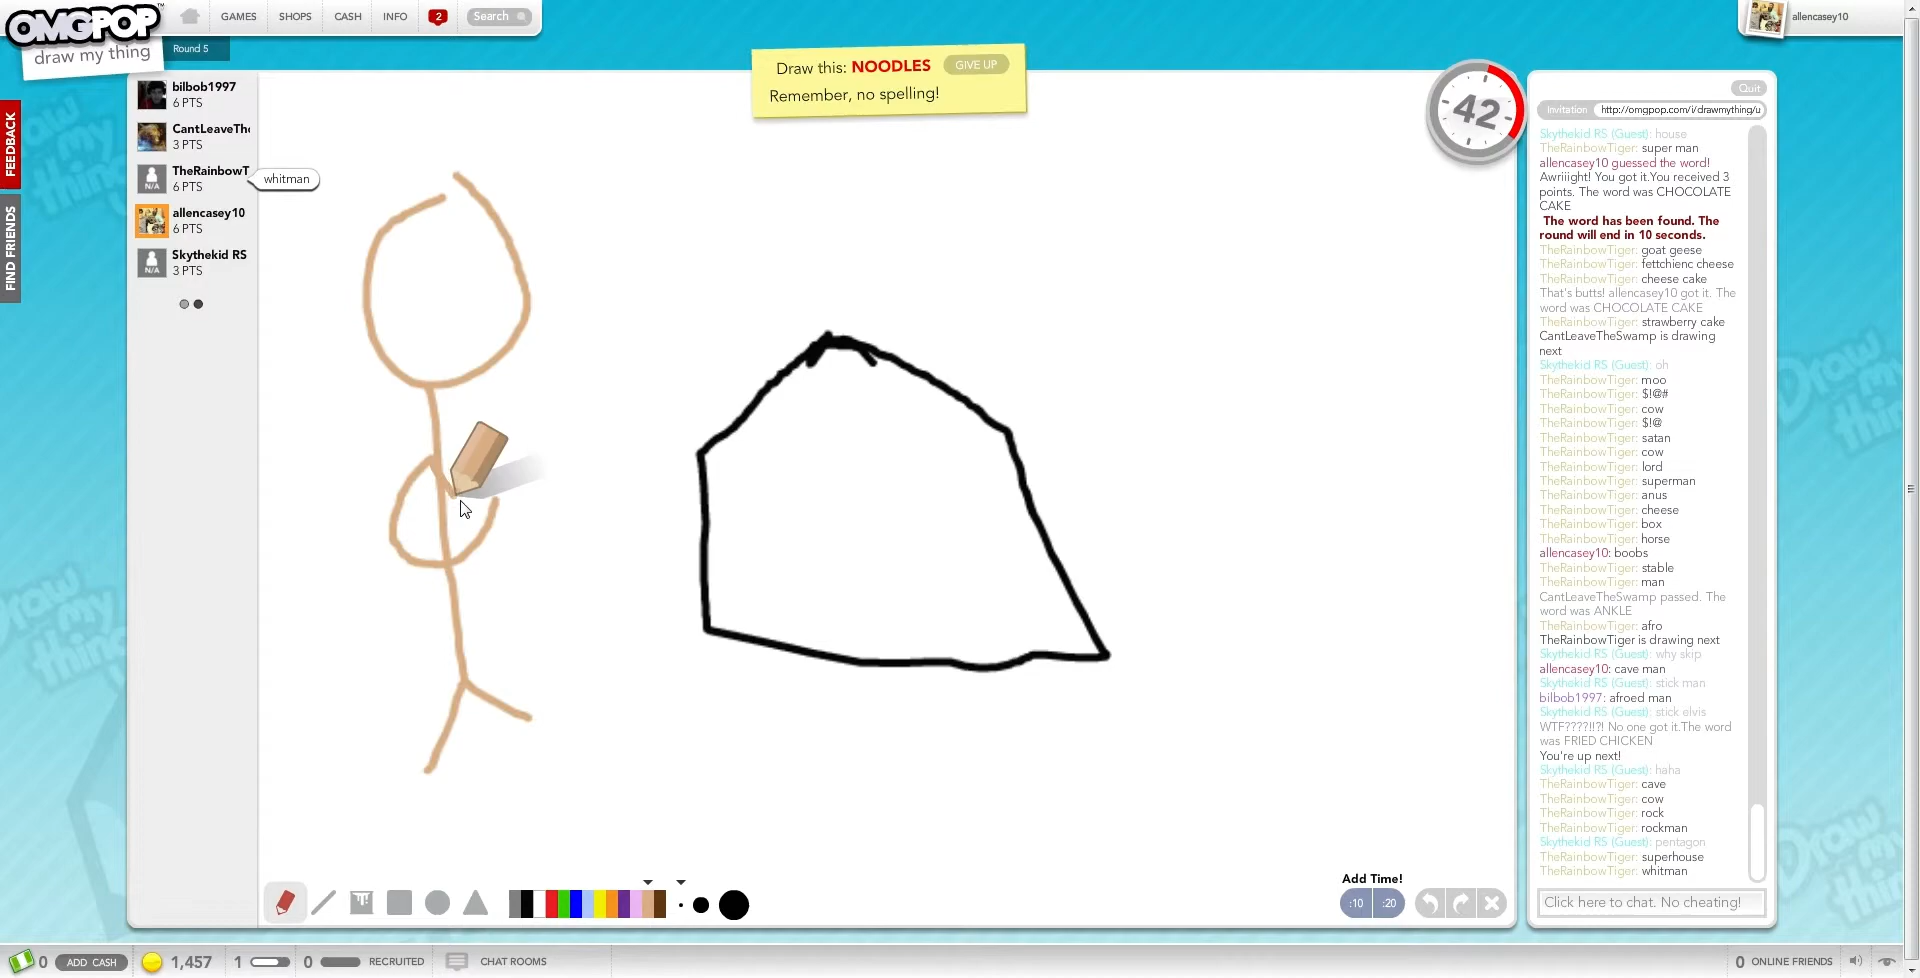 OMGPOP™
draw my thing
GAMES
SHOPS
CASH
INFO
2
Search
allencasey10
Round 5
FEEDBACK
FIND FRIENDS
bilbob1997
6 PTS
CantLeaveThe
3 PTS
TheRainbowT
6 PTS
whitman
allencasey10
6 PTS
Skythekid RS
3 PTS
N/A
N/A
Draw this: NOODLES
GIVE UP
Remember, no spelling!
42
Quit
Invitation
http://omgpop.com/i/drawmything/u
Skythekid RS (Guest): house
TheRainbowTiger: super man
allencasey10 guessed the word!
Awriiight! You got it.You received 3
points. The word was CHOCOLATE
CAKE
The word has been found. The
round will end in 10 seconds.
TheRainbowTiger: goat geese
TheRainbowTiger: fettchienc cheese
TheRainbowTiger: cheese cake
That's butts! allencasey10 got it. The
word was CHOCOLATE CAKE
TheRainbowTiger: strawberry cake
CantLeaveTheSwamp is drawing
next
Skythekid RS (Guest): oh
TheRainbowTiger: moo
TheRainbowTiger: $!@#
TheRainbowTiger: cow
TheRainbowTiger: $!@
TheRainbowTiger: satan
TheRainbowTiger: cow
TheRainbowTiger: lord
TheRainbowTiger: superman
TheRainbowTiger: anus
TheRainbowTiger: cheese
TheRainbowTiger: box
TheRainbowTiger: horse
allencasey10: boobs
TheRainbowTiger: stable
TheRainbowTiger: man
CantLeaveTheSwamp passed. The
word was ANKLE
TheRainbowTiger: afro
TheRainbowTiger is drawing next
Skythekid RS (Guest): why skip
allencasey10: cave man
Skythekid RS (Guest): stick man
bilbob1997: afroed man
Skythekid RS (Guest): stick elvis
WTF????!!?! No one got it.The word
was FRIED CHICKEN
You're up next!
Skythekid RS (Guest): haha
TheRainbowTiger: cave
TheRainbowTiger: cow
TheRainbowTiger: rock
TheRainbowTiger: rockman
Skythekid RS (Guest): pentagon
TheRainbowTiger: superhouse
TheRainbowTiger: whitman
Click here to chat. No cheating!
Add Time!
:10
:20
0
ADD CASH
1,457
1
0
RECRUITED
CHAT ROOMS
0 ONLINE FRIENDS